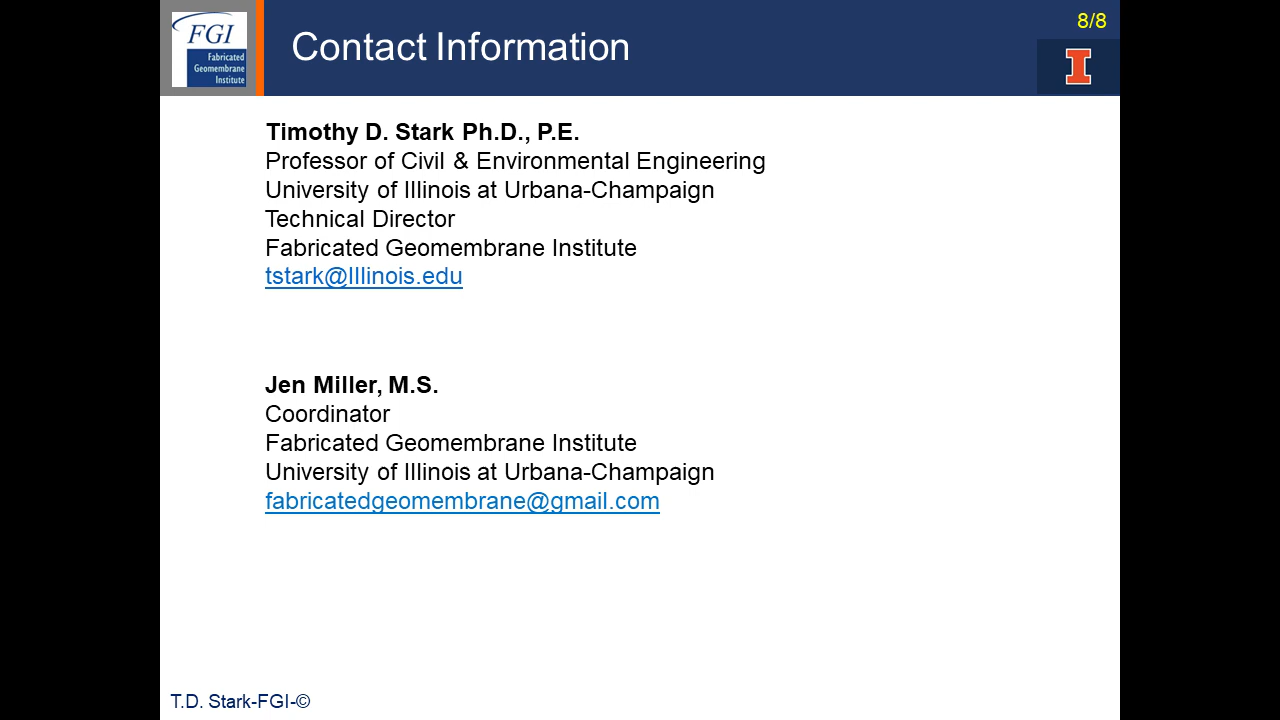 FGI
Fabricated
Geomembrane
Institute
Contact Information
8/8
I
Timothy D. Stark Ph.D., P.E.
Professor of Civil & Environmental Engineering
University of Illinois at Urbana-Champaign
Technical Director
Fabricated Geomembrane Institute
tstark@Illinois.edu
Jen Miller, M.S.
Coordinator
Fabricated Geomembrane Institute
University of Illinois at Urbana-Champaign
fabricatedgeomembrane@gmail.com
T.D. Stark-FGI-©